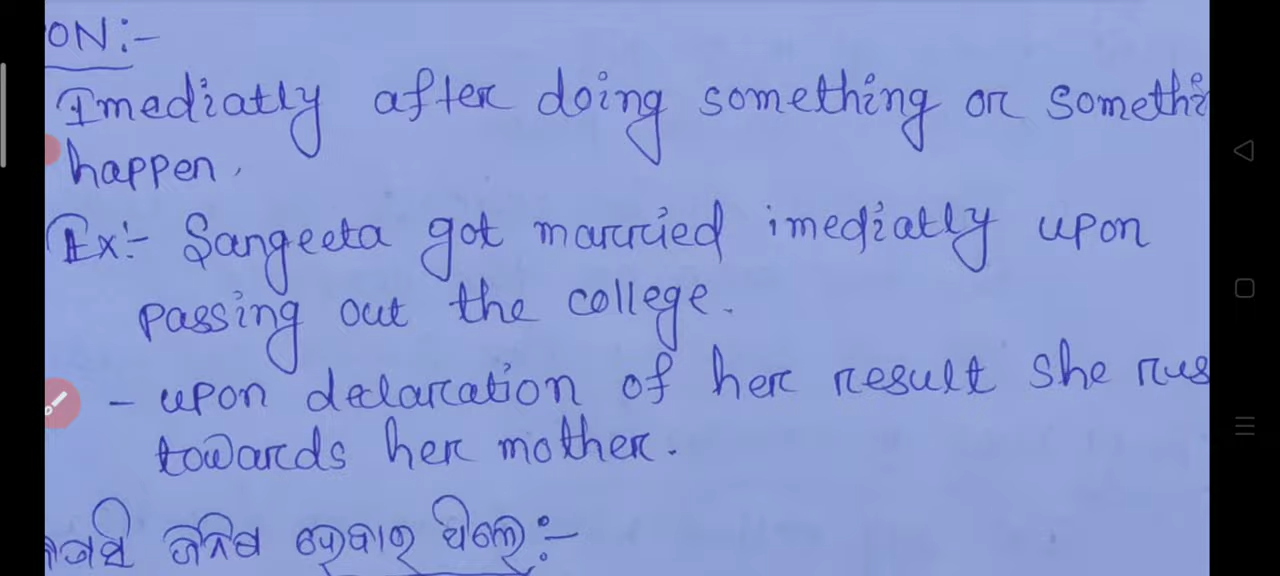 ON:-
Imediatly after doing something or somethi
happen.
Ex:- Sangeeta got married imediatly upon
passing out the college.
- upon declaration of her result she rus
towards her mother.
ଜିନିଷ ଦେବାର ଥିଲେ:-